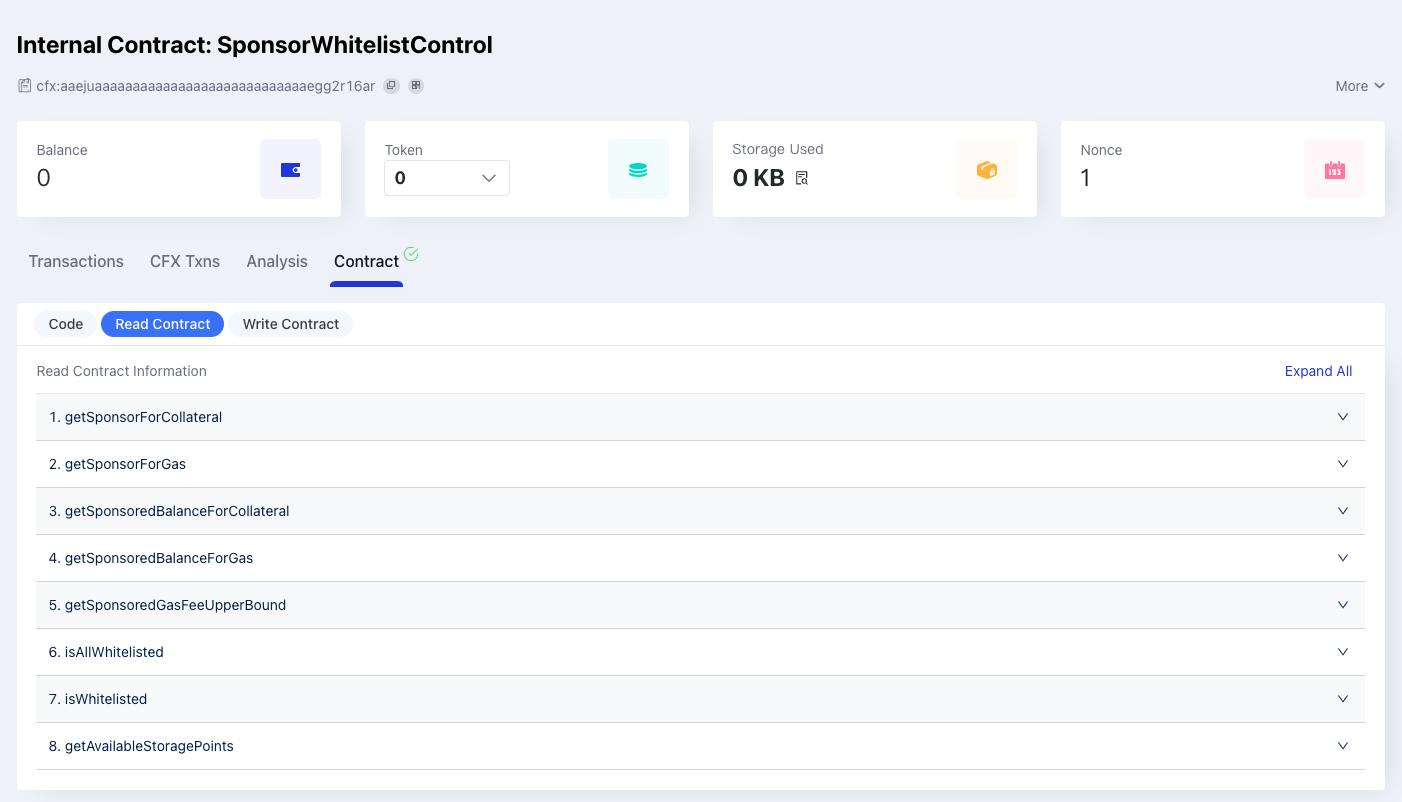 Internal Contract: SponsorWhitelistControl
cfx:aaejuaaaaaaaaaaaaaaaaaaaaaaaaaaaaegg2r16ar
More
Balance
0
Token
0
Storage Used
0 KB
Nonce
1
123
Transactions CFX Txns Analysis Contract
Code Read Contract Write Contract
Read Contract Information Expand All
1. getSponsorForCollateral
2. getSponsorForGas
3. getSponsoredBalanceForCollateral
4. getSponsoredBalanceForGas
5. getSponsoredGasFeeUpperBound
6. isAllWhitelisted
7. isWhitelisted
8. getAvailableStoragePoints